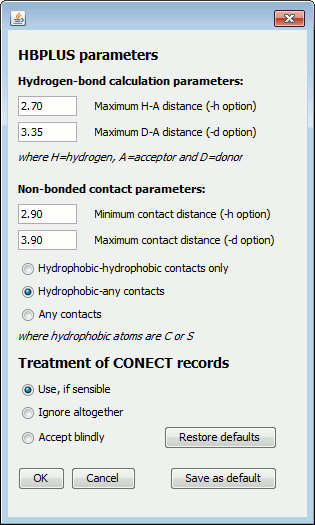 HBPLUS parameters
Hydrogen-bond calculation parameters:
2.70 Maximum H-A distance (-h option)
3.35 Maximum D-A distance (-d option)
where H=hydrogen, A=acceptor and D=donor
Non-bonded contact parameters:
2.90 Minimum contact distance (-h option)
3.90 Maximum contact distance (-d option)
Hydrophobic-hydrophobic contacts only
Hydrophobic-any contacts
Any contacts
where hydrophobic atoms are C or S
Treatment of CONECT records
Use, if sensible
Ignore altogether
Accept blindly Restore defaults
OK Cancel Save as default